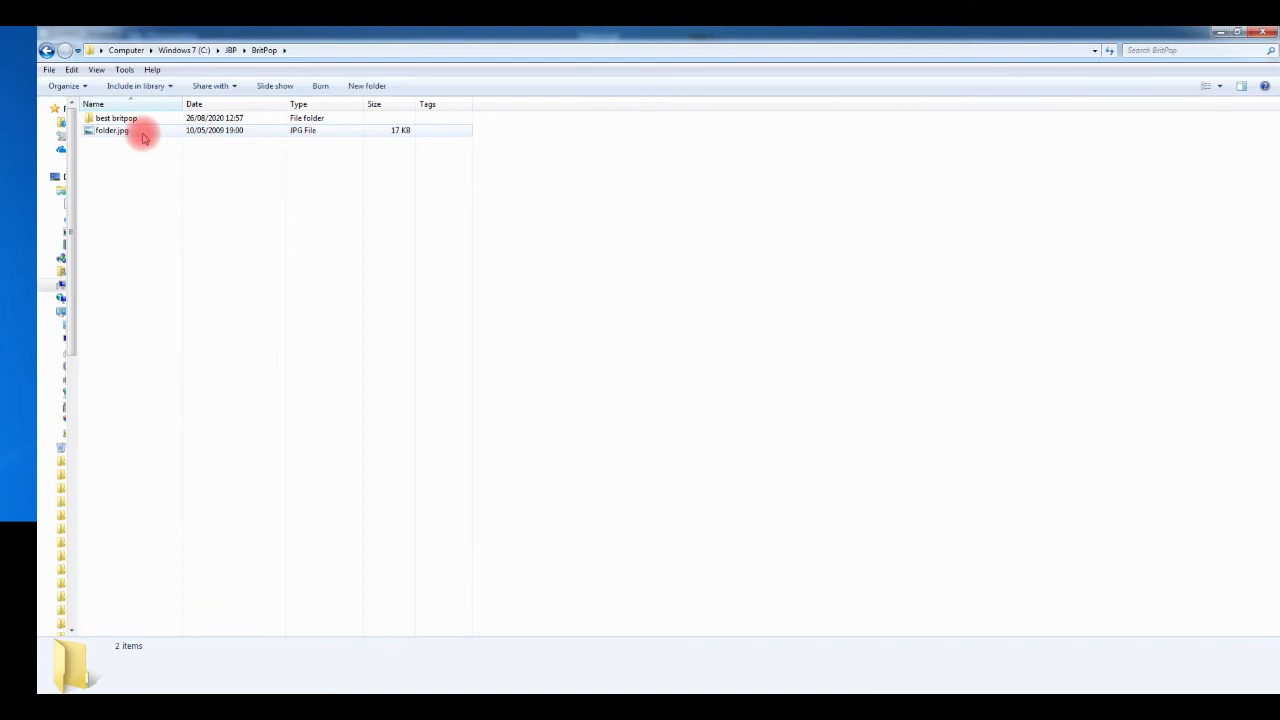 Computer Windows 7 (C:) JBP BritPop Search BritPop
File Edit View Tools Help
Organize Include in library Share with Slide show Burn New folder
Name Date Type Size Tags
best britpop 26/08/2020 12:57 File folder
folder.jpg 10/05/2009 19:00 JPG File 17 KB
2 items